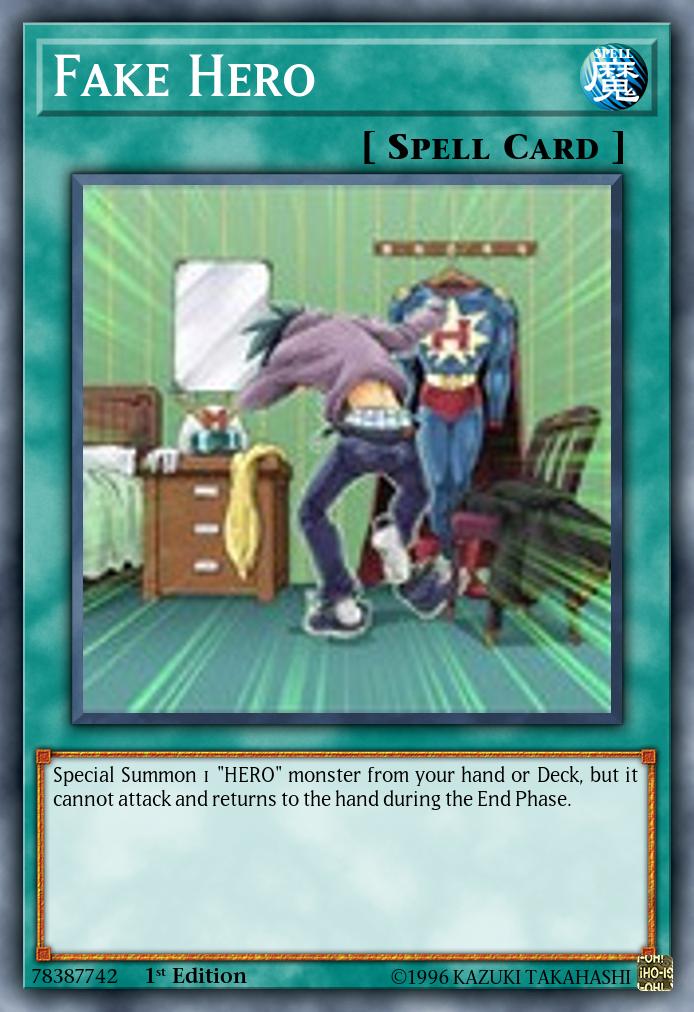 FAKE HERO
SPELL
魔
[ SPELL CARD ]
H
Special Summon 1 "HERO" monster from your hand or Deck, but it
cannot attack and returns to the hand during the End Phase.
78387742 1st Edition ©1996 KAZUKI TAKAHASHI